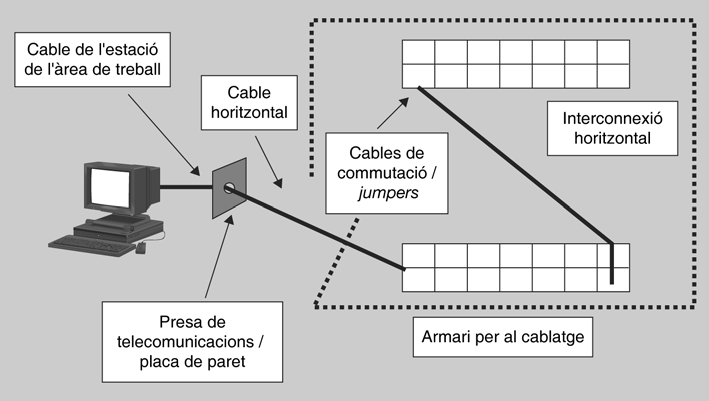 Cable de l'estació
de l'àrea de treball
Cable
horitzontal
Interconnexió
horitzontal
Cables de
commutació /
jumpers
Presa de
telecomunicacions /
placa de paret
Armari per al cablatge